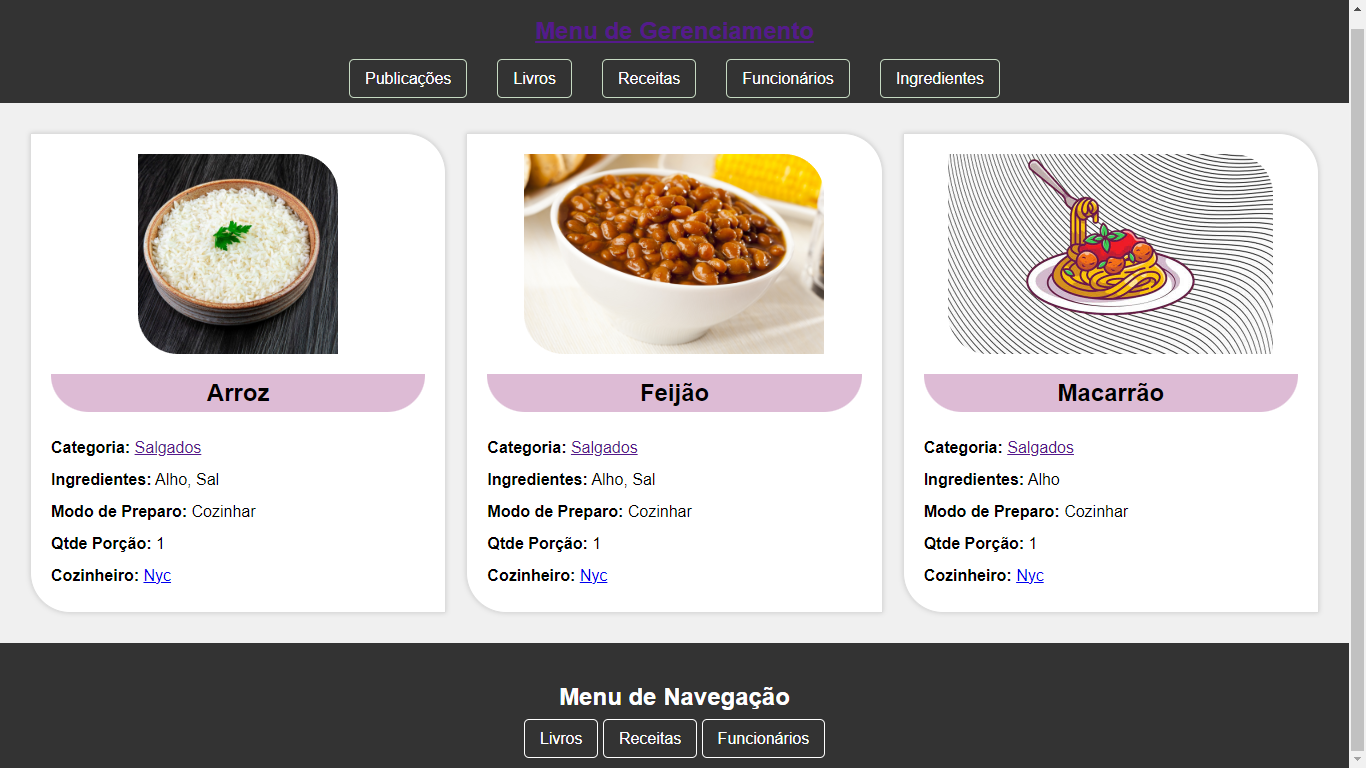 Menu de Gerenciamento
Publicações Livros Receitas Funcionários Ingredientes
Arroz
Categoria: Salgados
Ingredientes: Alho, Sal
Modo de Preparo: Cozinhar
Qtde Porção: 1
Cozinheiro: Nyc
Feijão
Categoria: Salgados
Ingredientes: Alho, Sal
Modo de Preparo: Cozinhar
Qtde Porção: 1
Cozinheiro: Nyc
Macarrão
Categoria: Salgados
Ingredientes: Alho
Modo de Preparo: Cozinhar
Qtde Porção: 1
Cozinheiro: Nyc
Menu de Navegação
Livros Receitas Funcionários